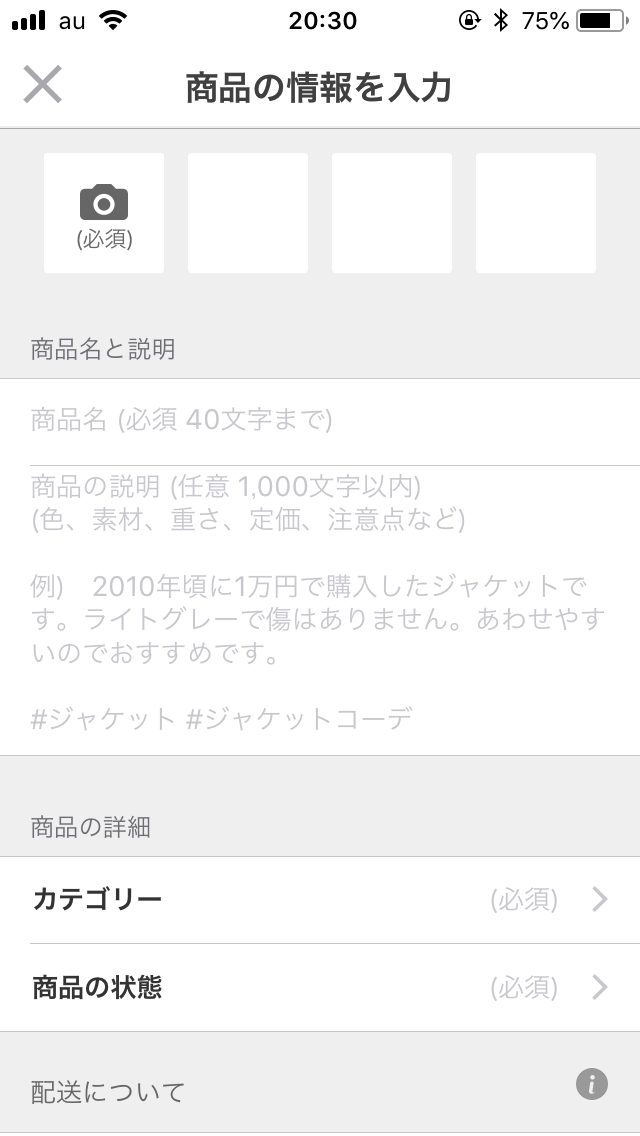 au 20:30 75%
商品の情報を入力
(必須)
商品名と説明
商品名 (必須 40文字まで)
商品の説明 (任意 1,000文字以内)
(色、素材、重さ、定価、注意点など)
例)　2010年頃に1万円で購入したジャケットで
す。ライトグレーで傷はありません。あわせやす
いのでおすすめです。
#ジャケット #ジャケットコーデ
商品の詳細
カテゴリー (必須)
商品の状態 (必須)
配送について